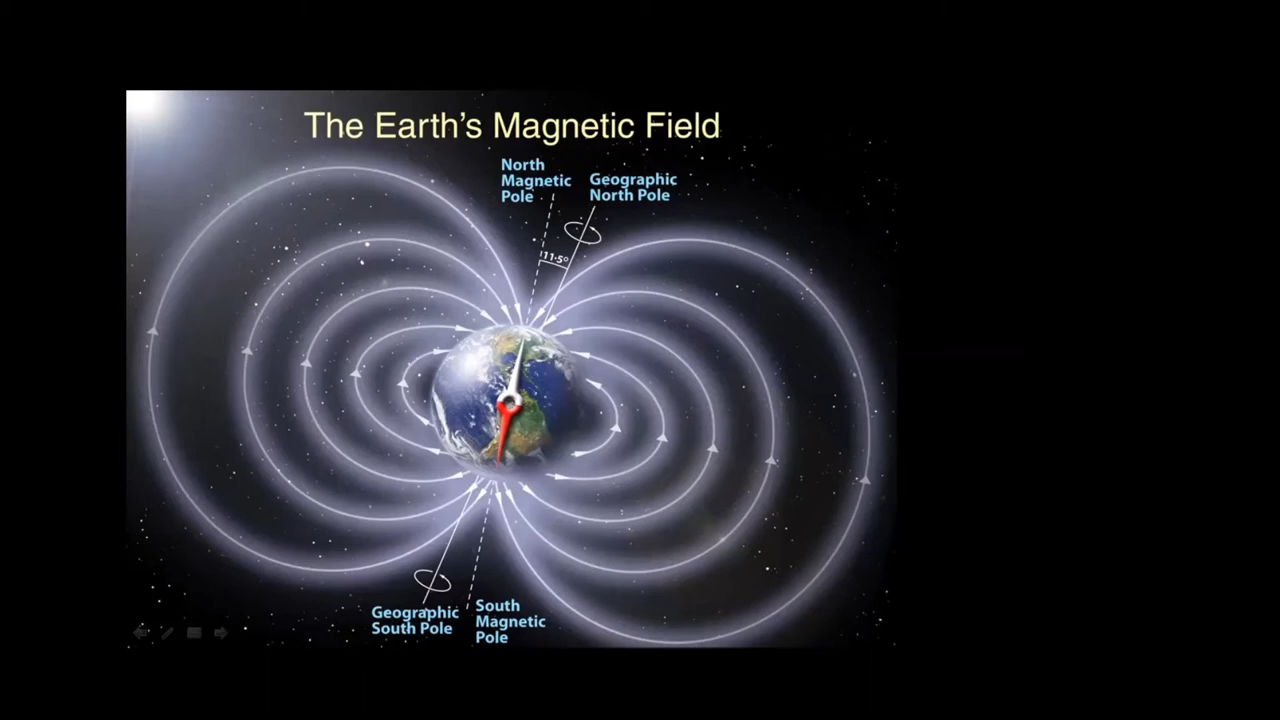 The Earth's Magnetic Field
North
Magnetic
Pole
Geographic
North Pole
11·5°
Geographic
South Pole
South
Magnetic
Pole